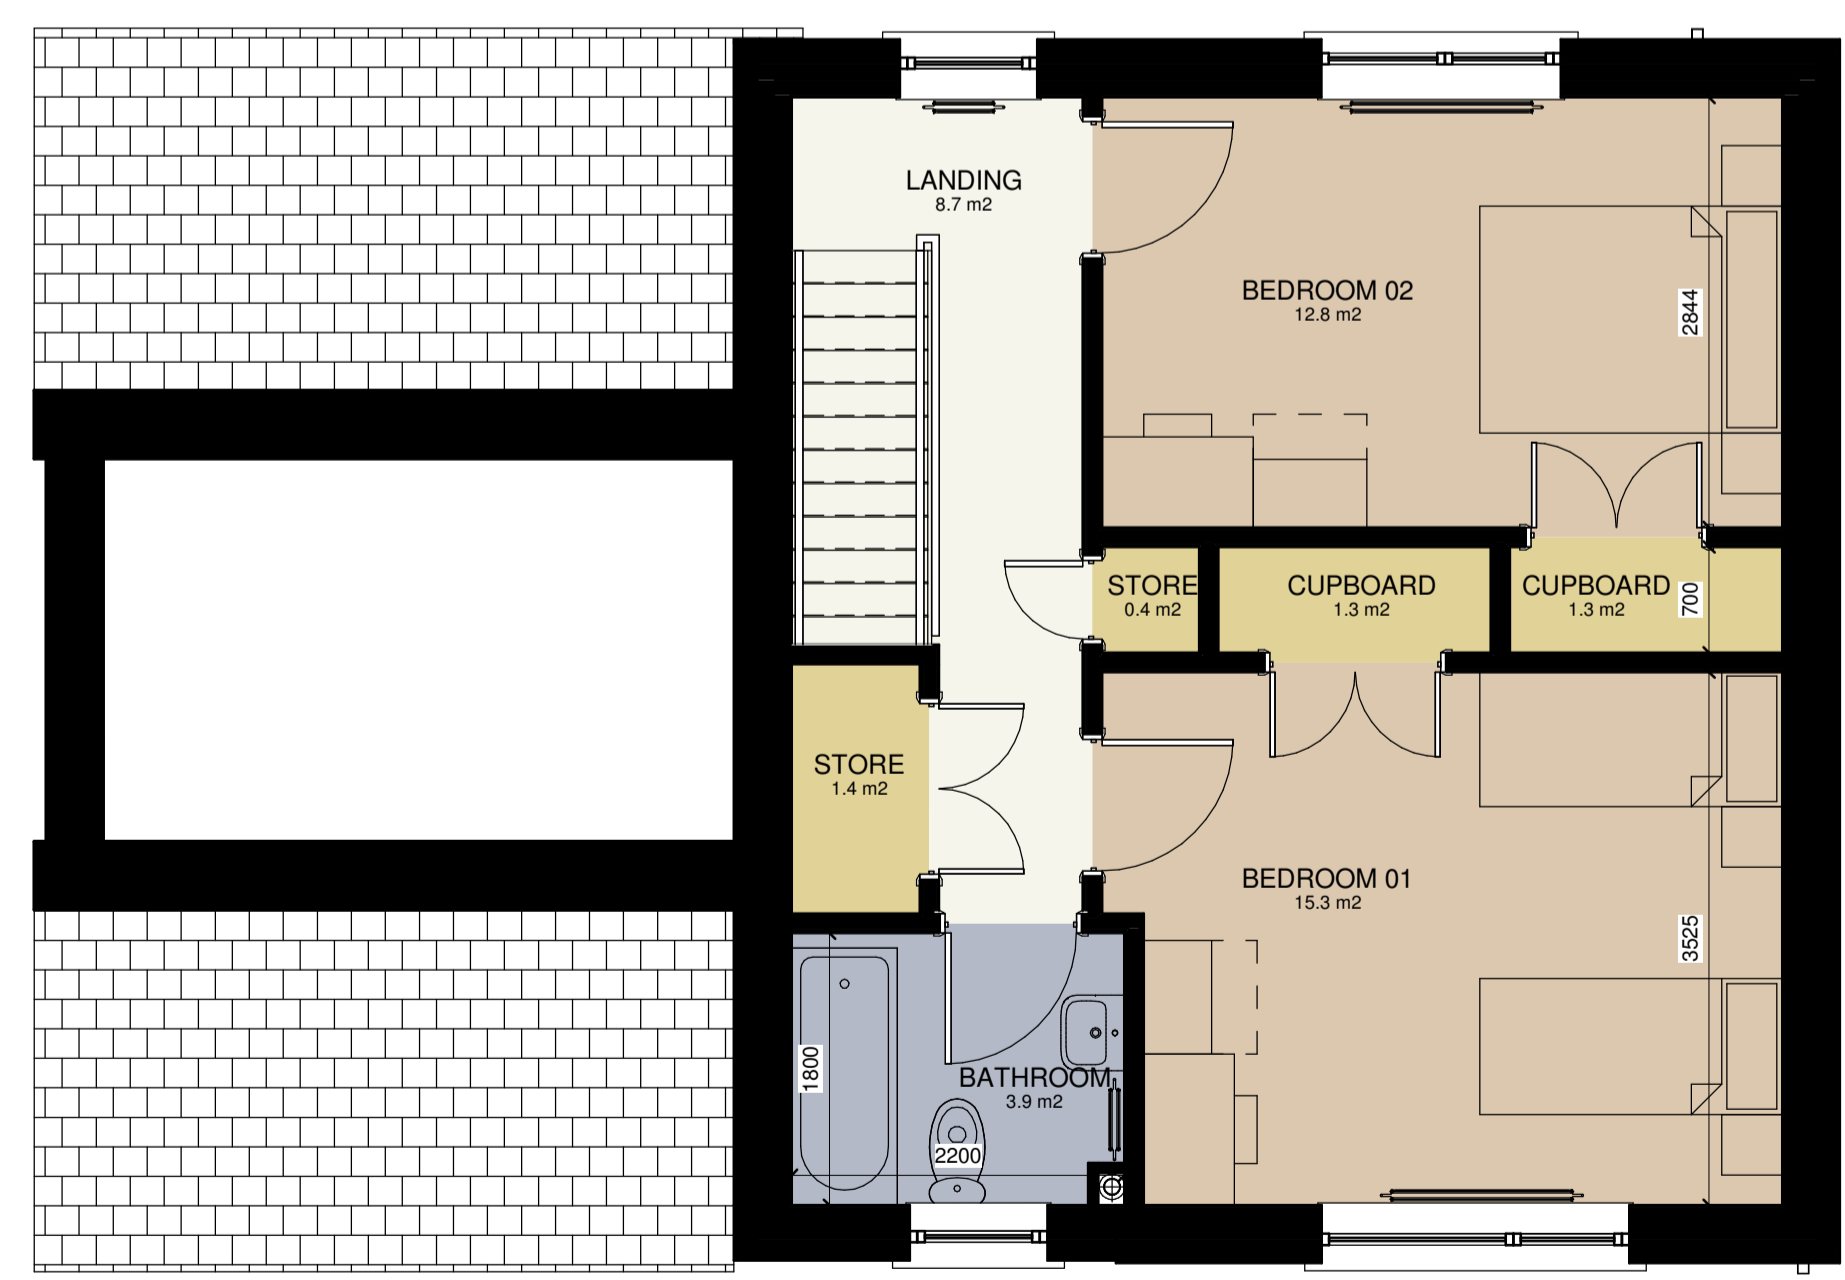 LANDING
8.7 m2
BEDROOM 02
12.8 m2
2844
STORE
0.4 m2
CUPBOARD
1.3 m2
CUPBOARD
1.3 m2
700
STORE
1.4 m2
BEDROOM 01
15.3 m2
3525
BATHROOM
3.9 m2
1800
2200